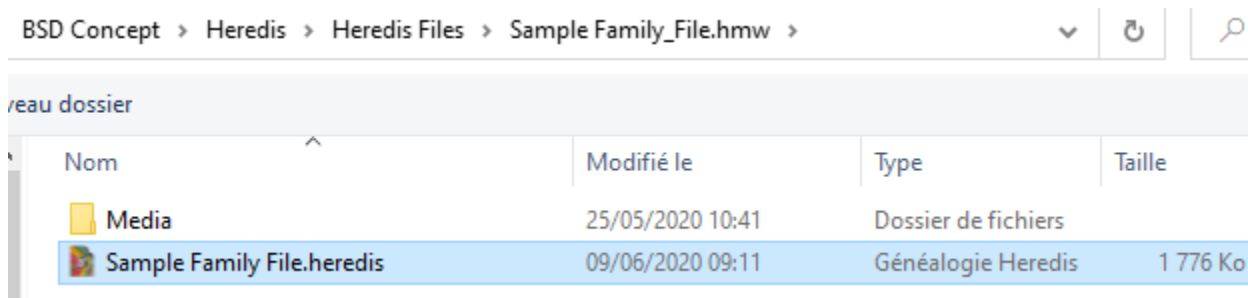 BSD Concept > Heredis > Heredis Files > Sample Family_File.hmw >
veau dossier
Nom Modifié le Type Taille
Media 25/05/2020 10:41 Dossier de fichiers
Sample Family File.heredis 09/06/2020 09:11 Généalogie Heredis 1 776 Ko